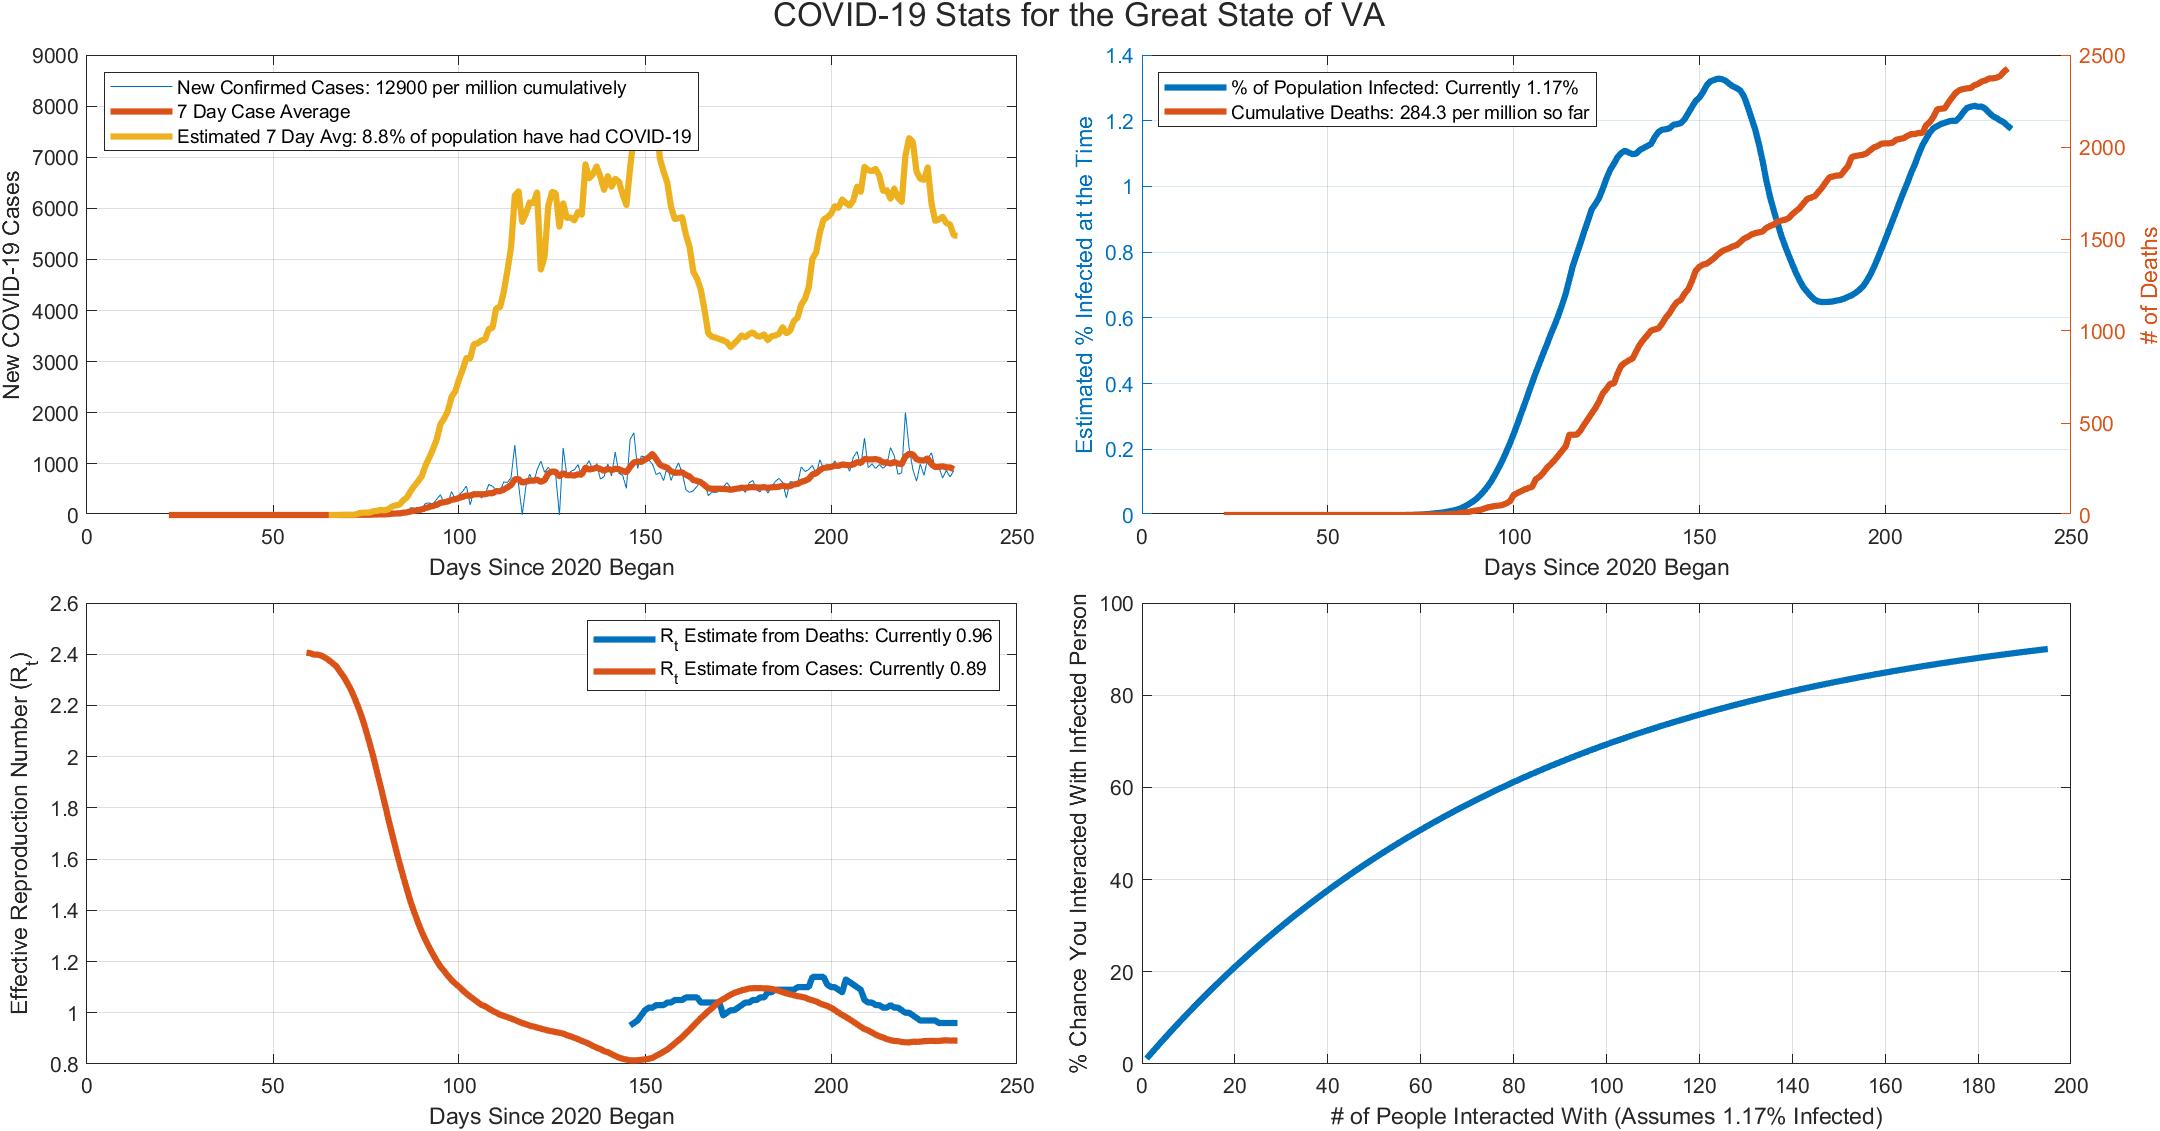 COVID-19 Stats for the Great State of VA
9000
8000
7000
6000
5000
4000
3000
2000
1000
0
New COVID-19 Cases
New Confirmed Cases: 12900 per million cumulatively
7 Day Case Average
Estimated 7 Day Avg: 8.8% of population have had COVID-19
0 50 100 150 200 250
Days Since 2020 Began
1.4
1.2
1
0.8
0.6
0.4
0.2
0
Estimated % Infected at the Time
% of Population Infected: Currently 1.17%
Cumulative Deaths: 284.3 per million so far
2500
2000
1500
1000
500
0
# of Deaths
0 50 100 150 200 250
Days Since 2020 Began
2.6
2.4
2.2
2
1.8
1.6
1.4
1.2
1
0.8
Effective Reproduction Number (Rt)
Rt Estimate from Deaths: Currently 0.96
Rt Estimate from Cases: Currently 0.89
0 50 100 150 200 250
Days Since 2020 Began
100
80
60
40
20
0
% Chance You Interacted With Infected Person
0 20 40 60 80 100 120 140 160 180 200
# of People Interacted With (Assumes 1.17% Infected)